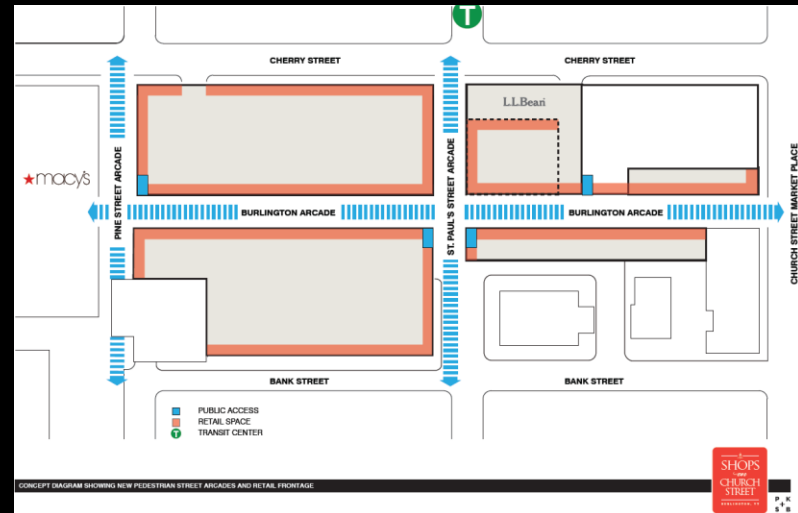 T
CHERRY STREET
CHERRY STREET
L.L.Bean
macy's
PINE STREET ARCADE
ST. PAUL'S STREET ARCADE
BURLINGTON ARCADE
BURLINGTON ARCADE
CHURCH STREET MARKET PLACE
BANK STREET
BANK STREET
PUBLIC ACCESS
RETAIL SPACE
T TRANSIT CENTER
CONCEPT DIAGRAM SHOWING NEW PEDESTRIAN STREET ARCADES AND RETAIL FRONTAGE
SHOPS
CHURCH
STREET
BURLINGTON, VT
P K
+
S B